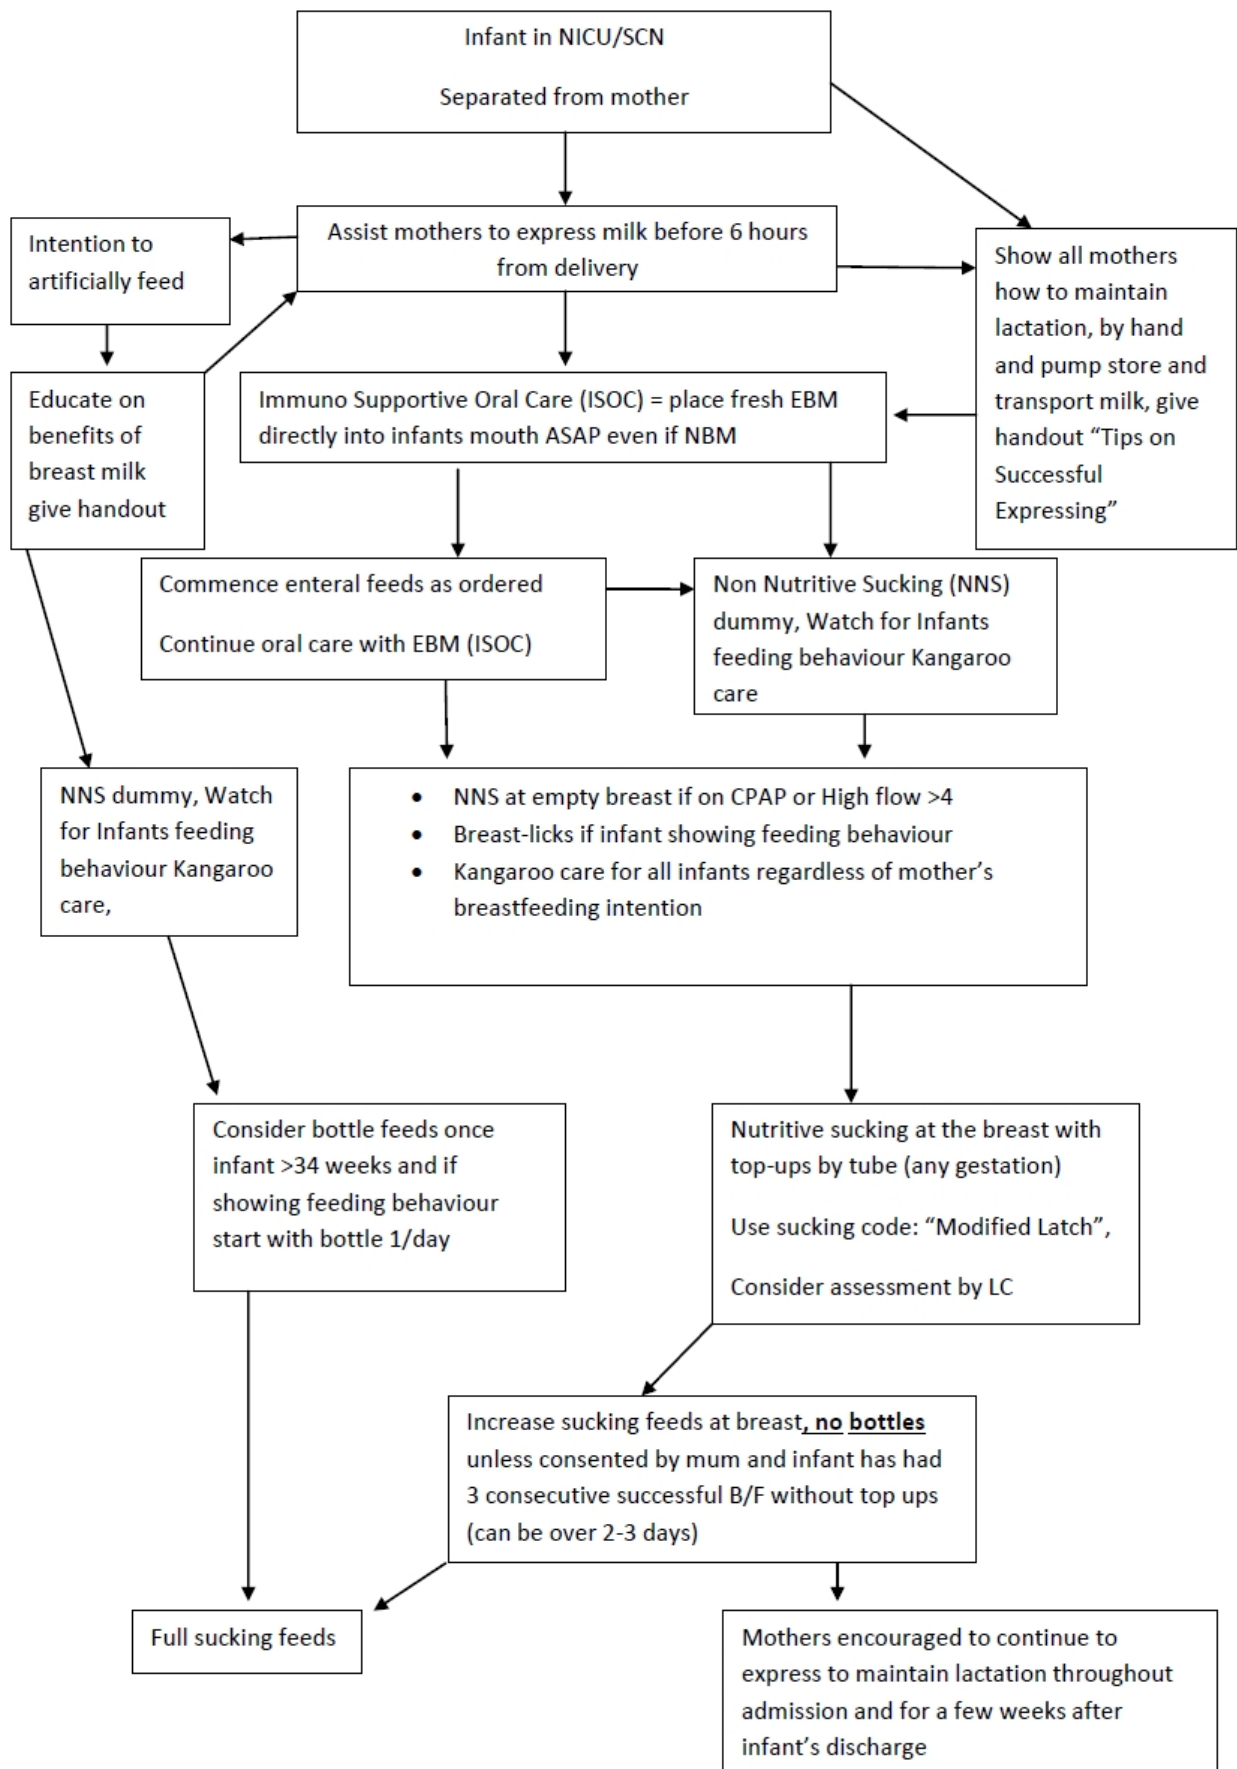 Infant in NICU/SCN
Separated from mother
Assist mothers to express milk before 6 hours
from delivery
Intention to
artificially feed
Show all mothers
how to maintain
lactation, by hand
and pump store and
transport milk, give
handout “Tips on
Successful
Expressing”
Educate on
benefits of
breast milk
give handout
Immuno Supportive Oral Care (ISOC) = place fresh EBM
directly into infants mouth ASAP even if NBM
Commence enteral feeds as ordered
Continue oral care with EBM (ISOC)
Non Nutritive Sucking (NNS)
dummy, Watch for Infants
feeding behaviour Kangaroo
care
NNS dummy, Watch
for Infants feeding
behaviour Kangaroo
care,
• NNS at empty breast if on CPAP or High flow >4
• Breast-licks if infant showing feeding behaviour
• Kangaroo care for all infants regardless of mother’s
breastfeeding intention
Consider bottle feeds once
infant >34 weeks and if
showing feeding behaviour
start with bottle 1/day
Nutritive sucking at the breast with
top-ups by tube (any gestation)
Use sucking code: “Modified Latch”,
Consider assessment by LC
Increase sucking feeds at breast, no bottles
unless consented by mum and infant has had
3 consecutive successful B/F without top ups
(can be over 2-3 days)
Full sucking feeds
Mothers encouraged to continue to
express to maintain lactation throughout
admission and for a few weeks after
infant’s discharge